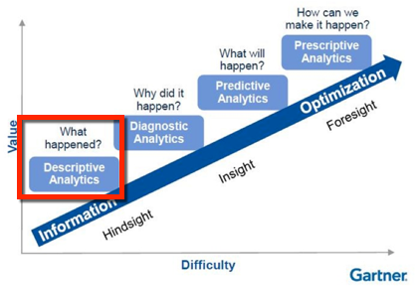 How can we
make it happen?
Prescriptive
Analytics
What will
happen?
Predictive
Analytics
Why did it
happen?
Diagnostic
Analytics
What
happened?
Descriptive
Analytics
Value
Information
Optimization
Hindsight
Insight
Foresight
Difficulty
Gartner